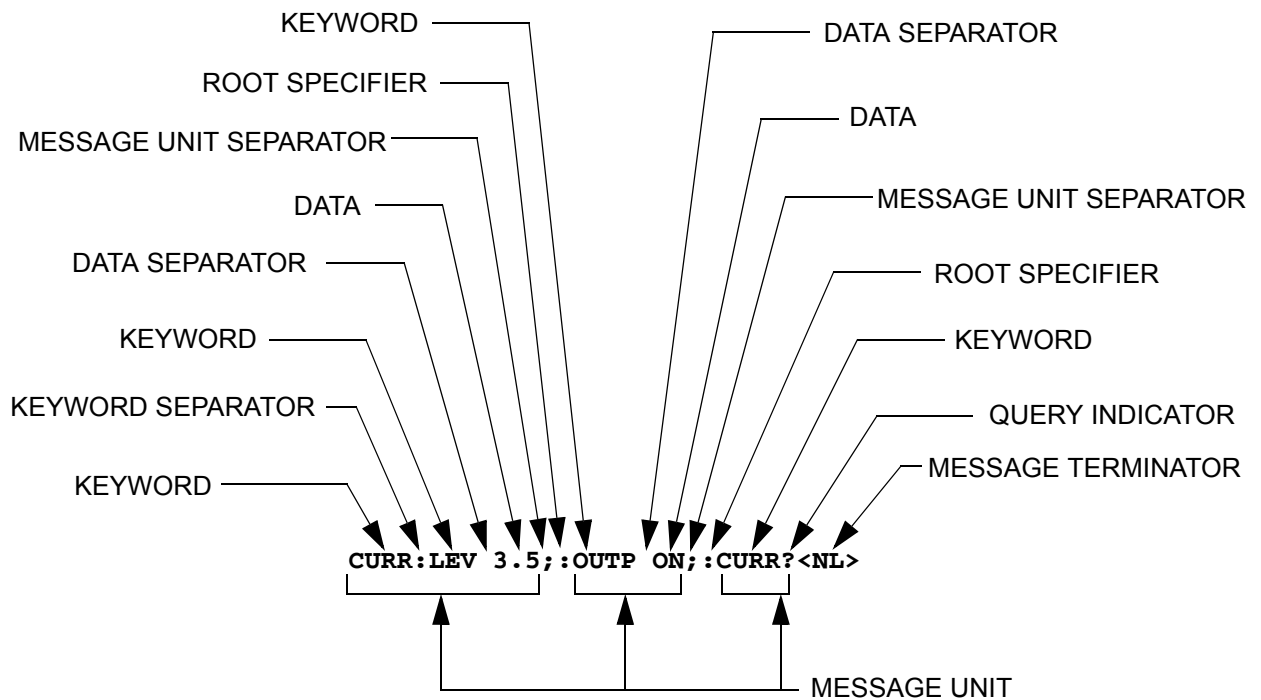 KEYWORD
DATA SEPARATOR
ROOT SPECIFIER
DATA
MESSAGE UNIT SEPARATOR
DATA
MESSAGE UNIT SEPARATOR
DATA SEPARATOR
ROOT SPECIFIER
KEYWORD
KEYWORD
KEYWORD SEPARATOR
QUERY INDICATOR
KEYWORD
MESSAGE TERMINATOR
CURR:LEV 3.5;:OUTP ON;:CURR?<NL>
MESSAGE UNIT